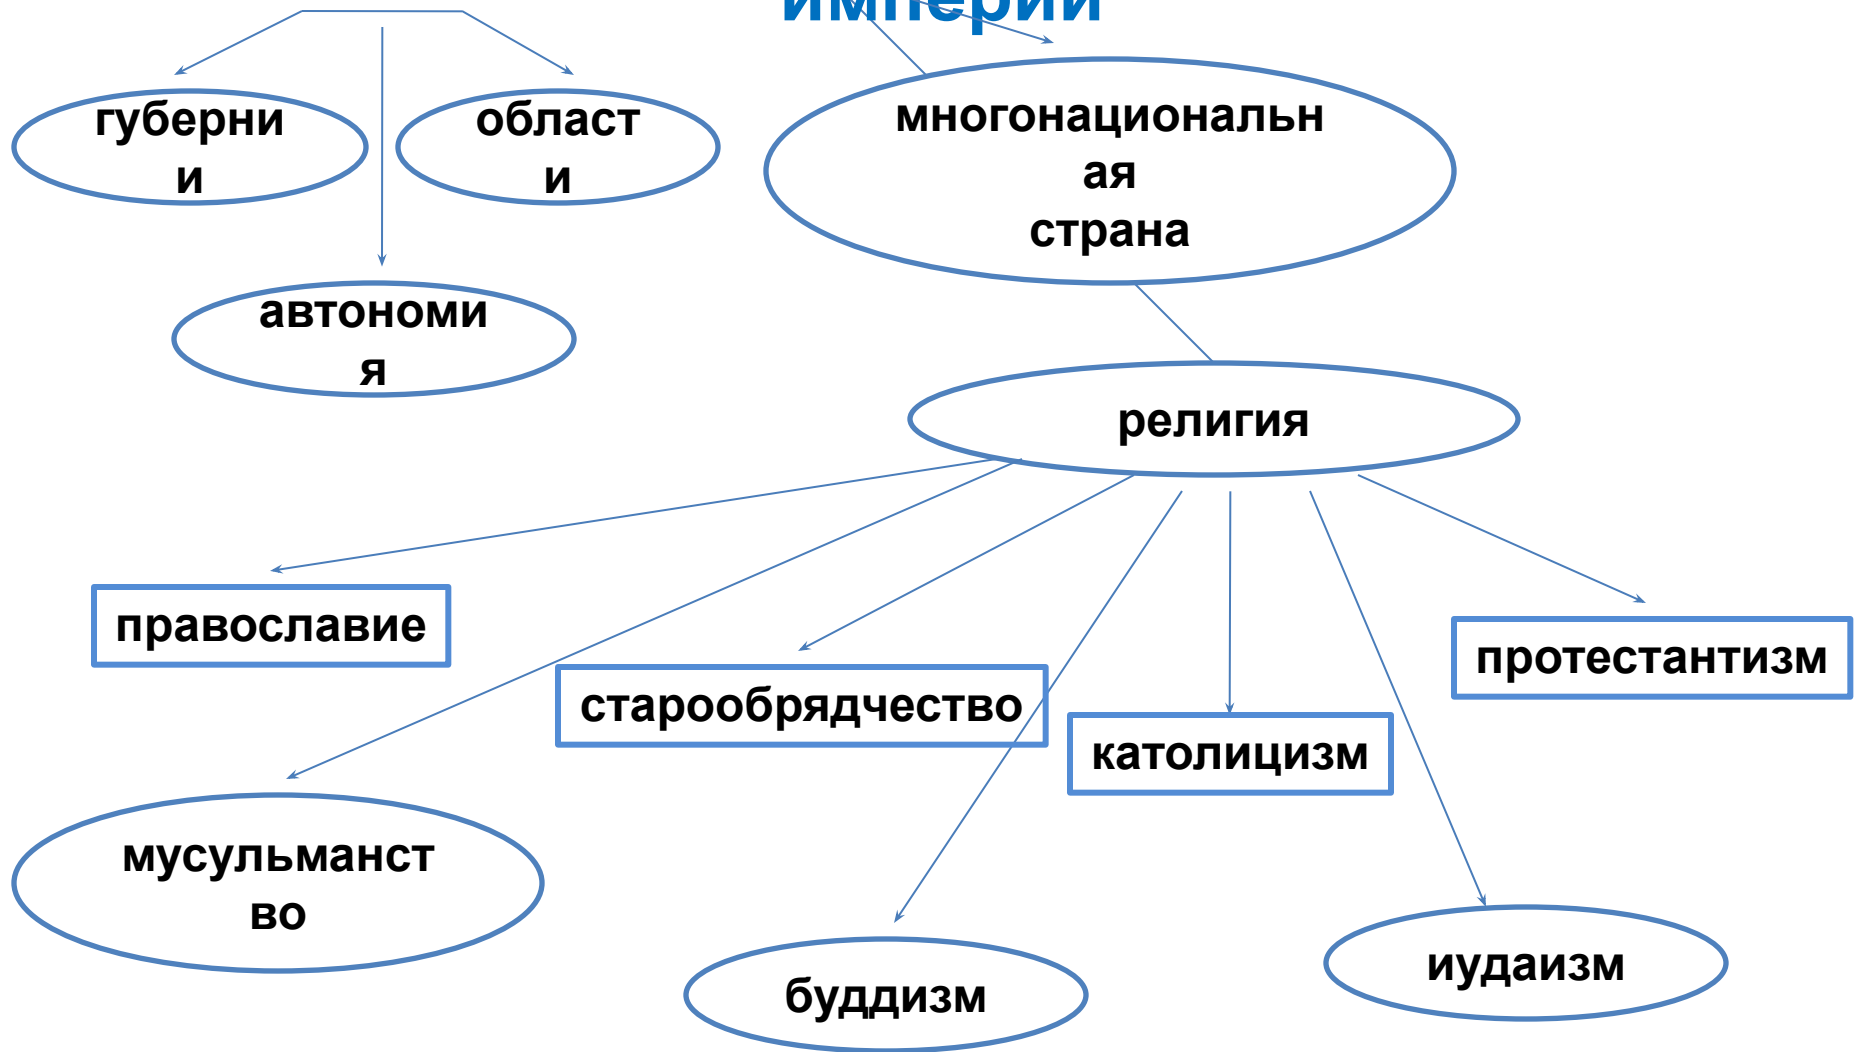 империи
губерни
и
област
и
многонациональн
ая
страна
автономи
я
религия
православие
протестантизм
старообрядчество
католицизм
мусульманст
во
буддизм
иудаизм